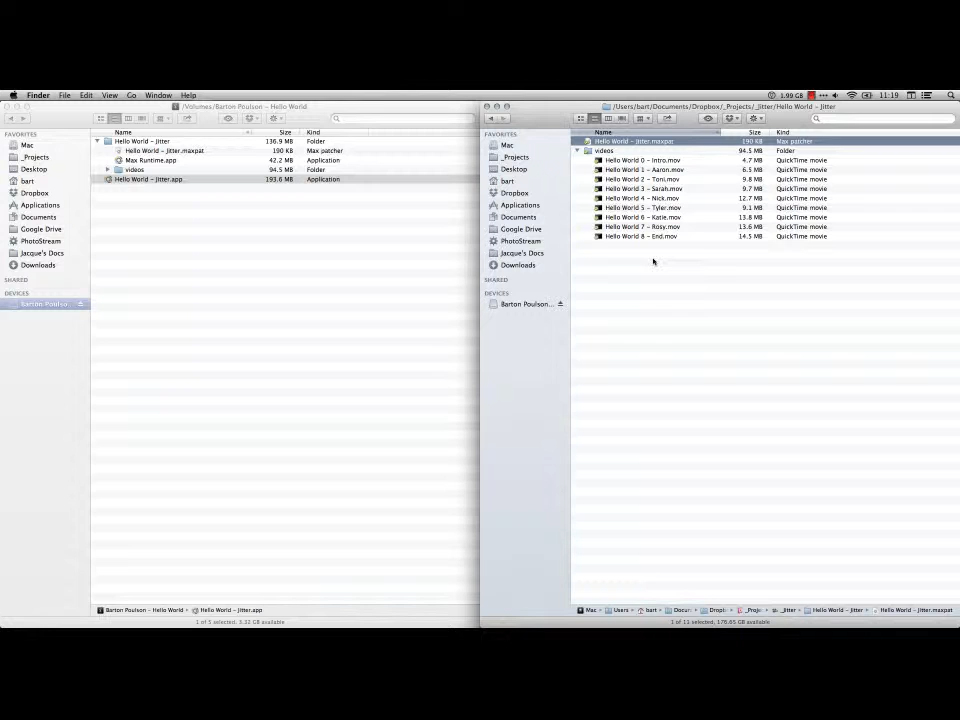 Finder File Edit View Go Window Help 1.99 GB 11:19
/Volumes/Barton Poulson – Hello World
FAVORITES
Mac
_Projects
Desktop
bart
Dropbox
Applications
Documents
Google Drive
PhotoStream
Jacque's Docs
Downloads
SHARED
DEVICES
Barton Poulso
Name Size Kind
Hello World – Jitter 136.9 MB Folder
Hello World – Jitter.maxpat 190 KB Max patcher
Max Runtime.app 42.2 MB Application
videos 94.5 MB Folder
Hello World – Jitter.app 193.6 MB Application
Barton Poulson – Hello World Hello World – Jitter.app
1 of 5 selected, 3.32 GB available
/Users/bart/Documents/Dropbox/_Projects/_Jitter/Hello World – Jitter
FAVORITES
Mac
_Projects
Desktop
bart
Dropbox
Applications
Documents
Google Drive
PhotoStream
Jacque's Docs
Downloads
SHARED
DEVICES
Barton Poulson...
Name Size Kind
Hello World – Jitter.maxpat 190 KB Max patcher
videos 94.5 MB Folder
Hello World 0 – Intro.mov 4.7 MB QuickTime movie
Hello World 1 – Aaron.mov 6.5 MB QuickTime movie
Hello World 2 – Toni.mov 9.8 MB QuickTime movie
Hello World 3 – Sarah.mov 9.7 MB QuickTime movie
Hello World 4 – Nick.mov 12.7 MB QuickTime movie
Hello World 5 – Tyler.mov 9.1 MB QuickTime movie
Hello World 6 – Katie.mov 13.8 MB QuickTime movie
Hello World 7 – Rosy.mov 13.6 MB QuickTime movie
Hello World 8 – End.mov 14.5 MB QuickTime movie
Mac Users bart Docur Dropl _Proje _Jitter Hello World – Jitter Hello World – Jitter.maxpat
1 of 11 selected, 176.65 GB available